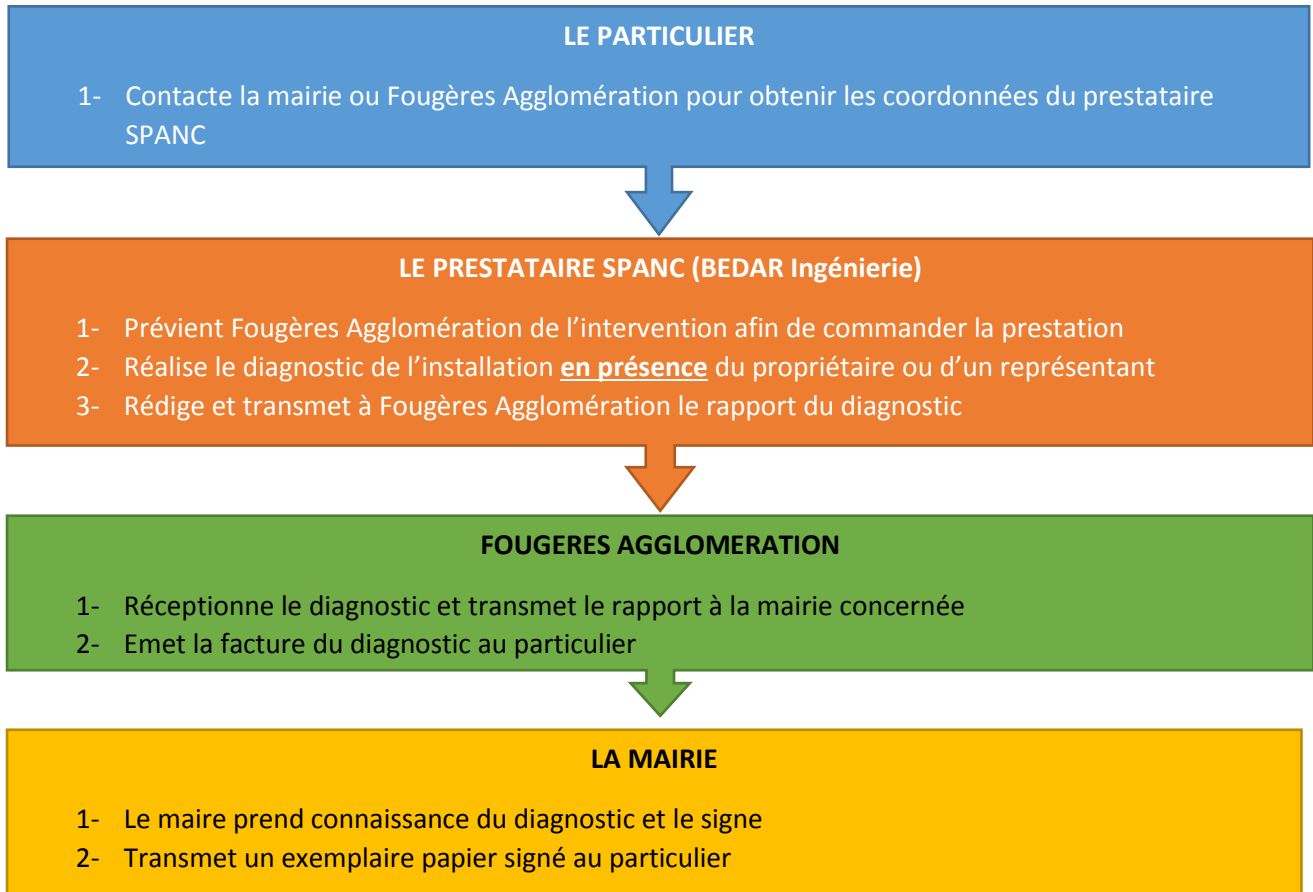 LE PARTICULIER
1- Contacte la mairie ou Fougères Agglomération pour obtenir les coordonnées du prestataire
SPANC
LE PRESTATAIRE SPANC (BEDAR Ingénierie)
1- Prévient Fougères Agglomération de l’intervention afin de commander la prestation
2- Réalise le diagnostic de l’installation en présence du propriétaire ou d’un représentant
3- Rédige et transmet à Fougères Agglomération le rapport du diagnostic
FOUGERES AGGLOMERATION
1- Réceptionne le diagnostic et transmet le rapport à la mairie concernée
2- Emet la facture du diagnostic au particulier
LA MAIRIE
1- Le maire prend connaissance du diagnostic et le signe
2- Transmet un exemplaire papier signé au particulier